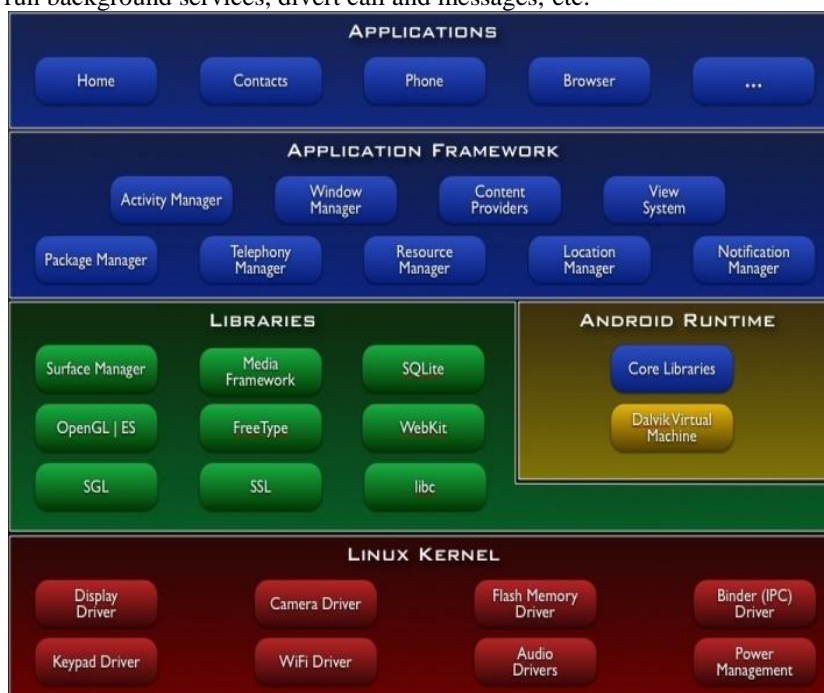 run background services, divert call and messages, etc.
APPLICATIONS
Home Contacts Phone Browser ...
APPLICATION FRAMEWORK
Activity Manager Window Manager Content Providers View System
Package Manager Telephony Manager Resource Manager Location Manager Notification Manager
LIBRARIES
Surface Manager Media Framework SQLite
OpenGL | ES FreeType WebKit
SGL SSL libc
ANDROID RUNTIME
Core Libraries
Dalvik Virtual Machine
LINUX KERNEL
Display Driver Camera Driver Flash Memory Driver Binder (IPC) Driver
Keypad Driver WiFi Driver Audio Drivers Power Management